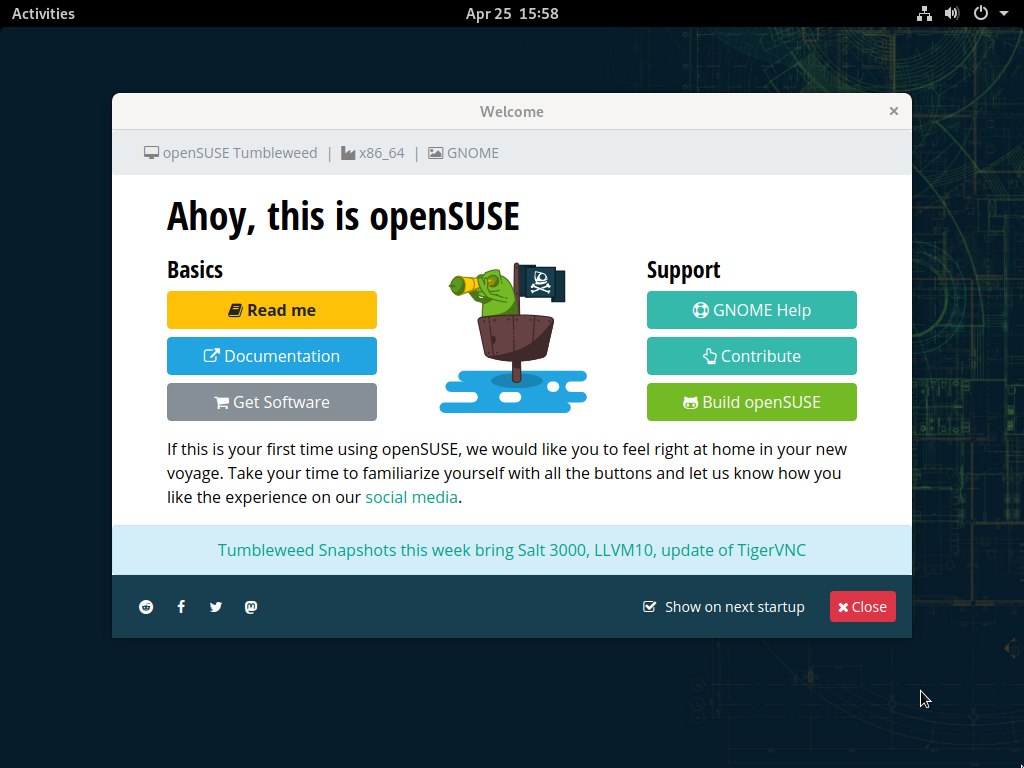 Activities
Apr 25 15:58
Welcome
openSUSE Tumbleweed | x86_64 | GNOME
Ahoy, this is openSUSE
Basics
Read me
Documentation
Get Software
Support
GNOME Help
Contribute
Build openSUSE
If this is your first time using openSUSE, we would like you to feel right at home in your new
voyage. Take your time to familiarize yourself with all the buttons and let us know how you
like the experience on our social media.
Tumbleweed Snapshots this week bring Salt 3000, LLVM10, update of TigerVNC
Show on next startup
Close